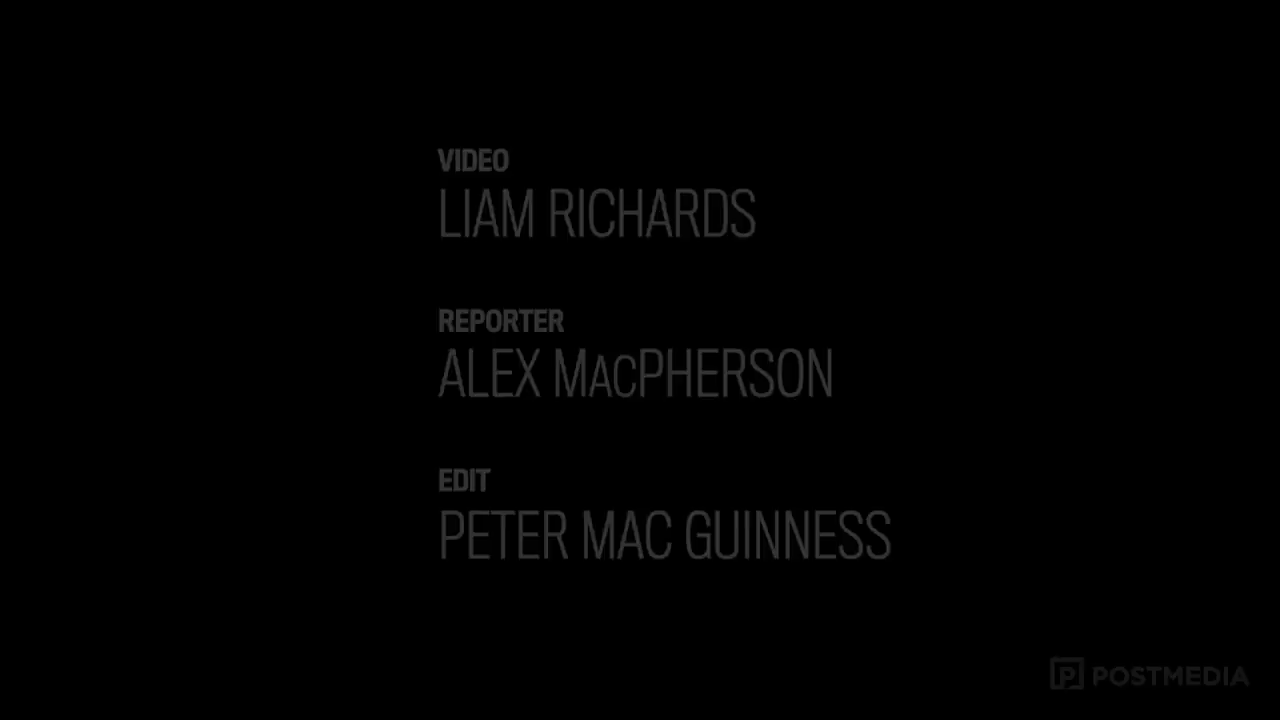 VIDEO
LIAM RICHARDS
REPORTER
ALEX MACPHERSON
EDIT
PETER MAC GUINNESS
P POSTMEDIA